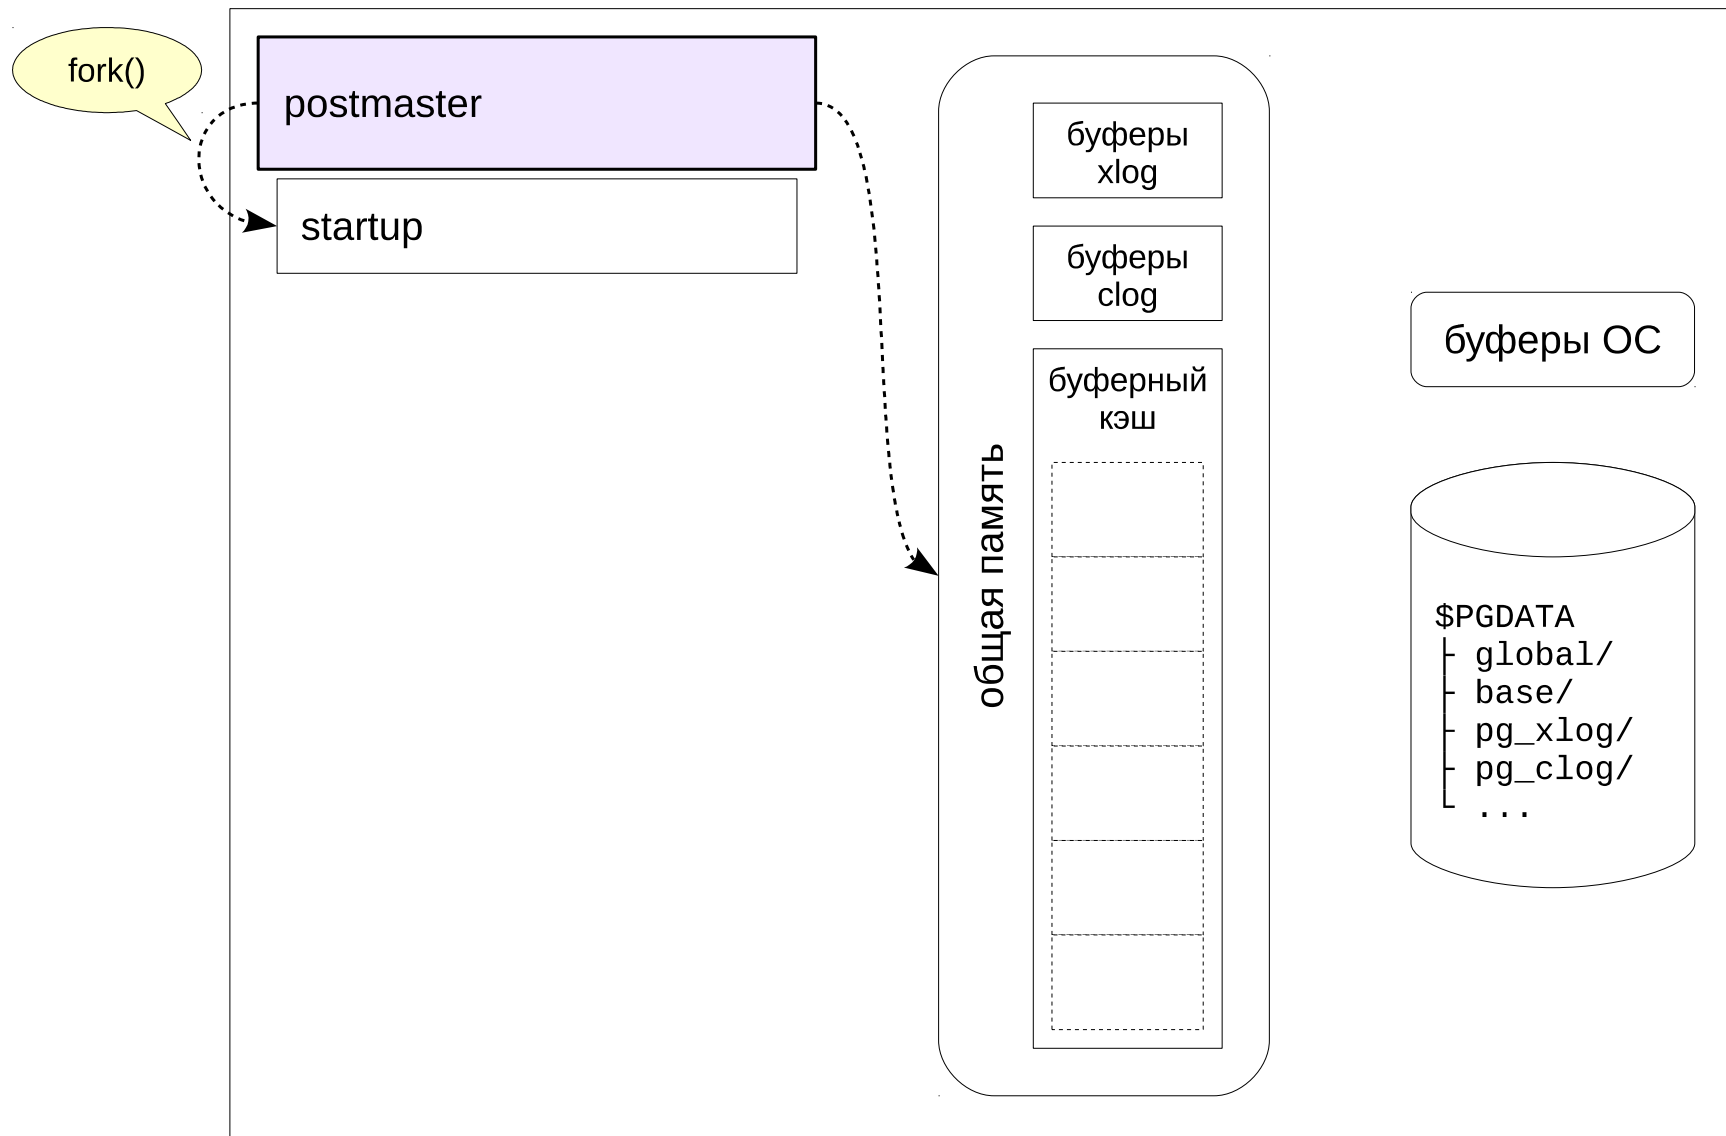 fork()
postmaster
startup
общая память
буферы
xlog
буферы
clog
буферный
кэш
буферы ОС
$PGDATA
├ global/
├ base/
├ pg_xlog/
├ pg_clog/
└ ...